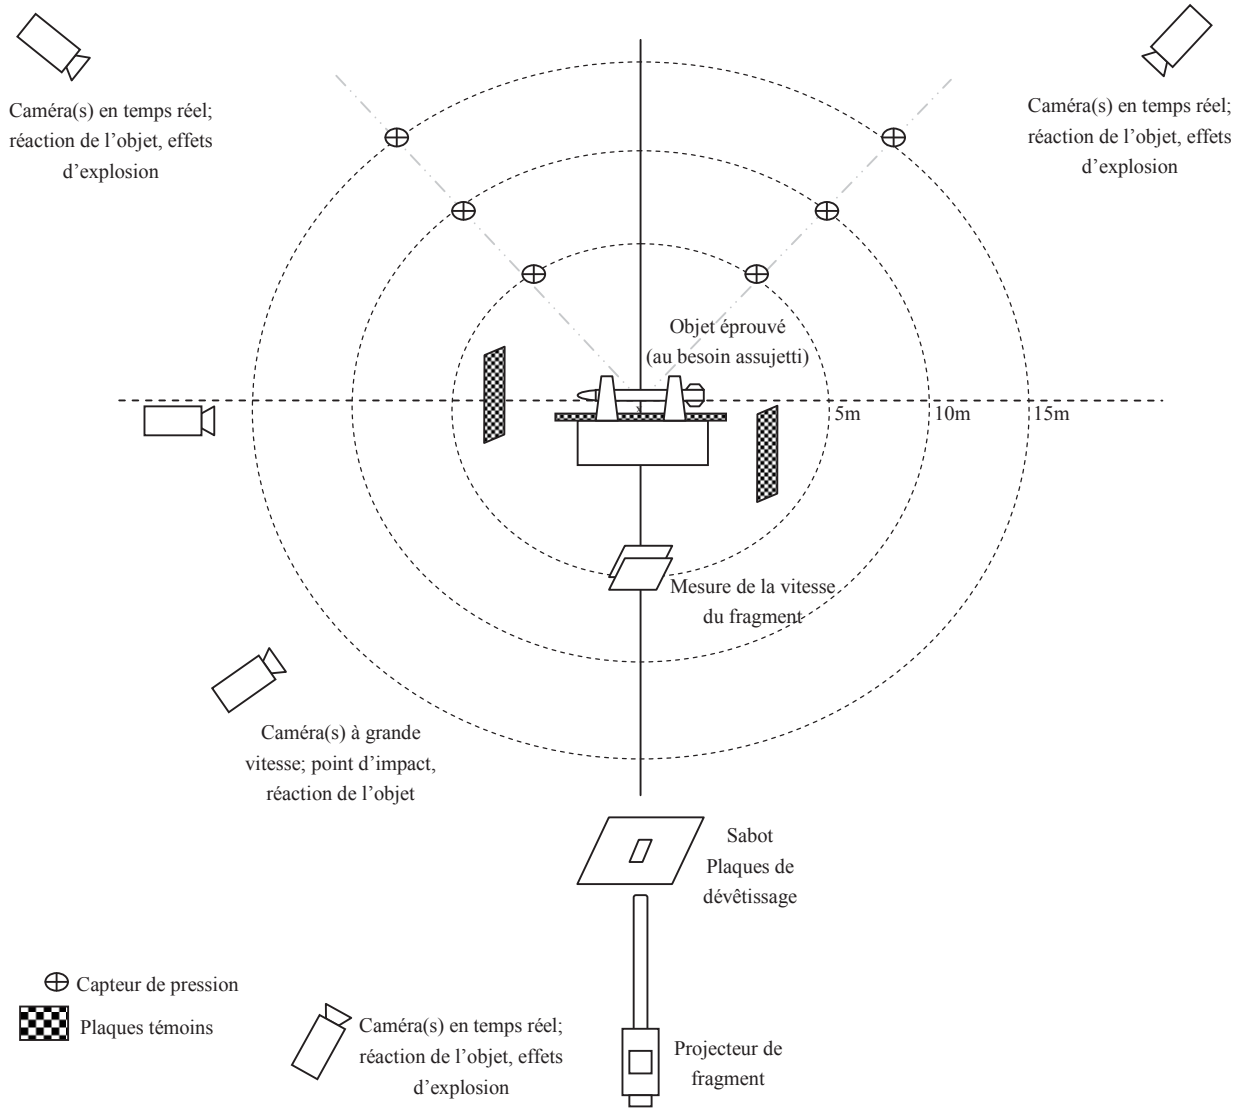 Caméra(s) en temps réel;
réaction de l'objet, effets
d'explosion
Caméra(s) en temps réel;
réaction de l'objet, effets
d'explosion
Objet éprouvé
(au besoin assujetti)
5m
10m
15m
Mesure de la vitesse
du fragment
Caméra(s) à grande
vitesse; point d'impact,
réaction de l'objet
Sabot
Plaques de
dévêtissage
Capteur de pression
Plaques témoins
Caméra(s) en temps réel;
réaction de l'objet, effets
d'explosion
Projecteur de
fragment